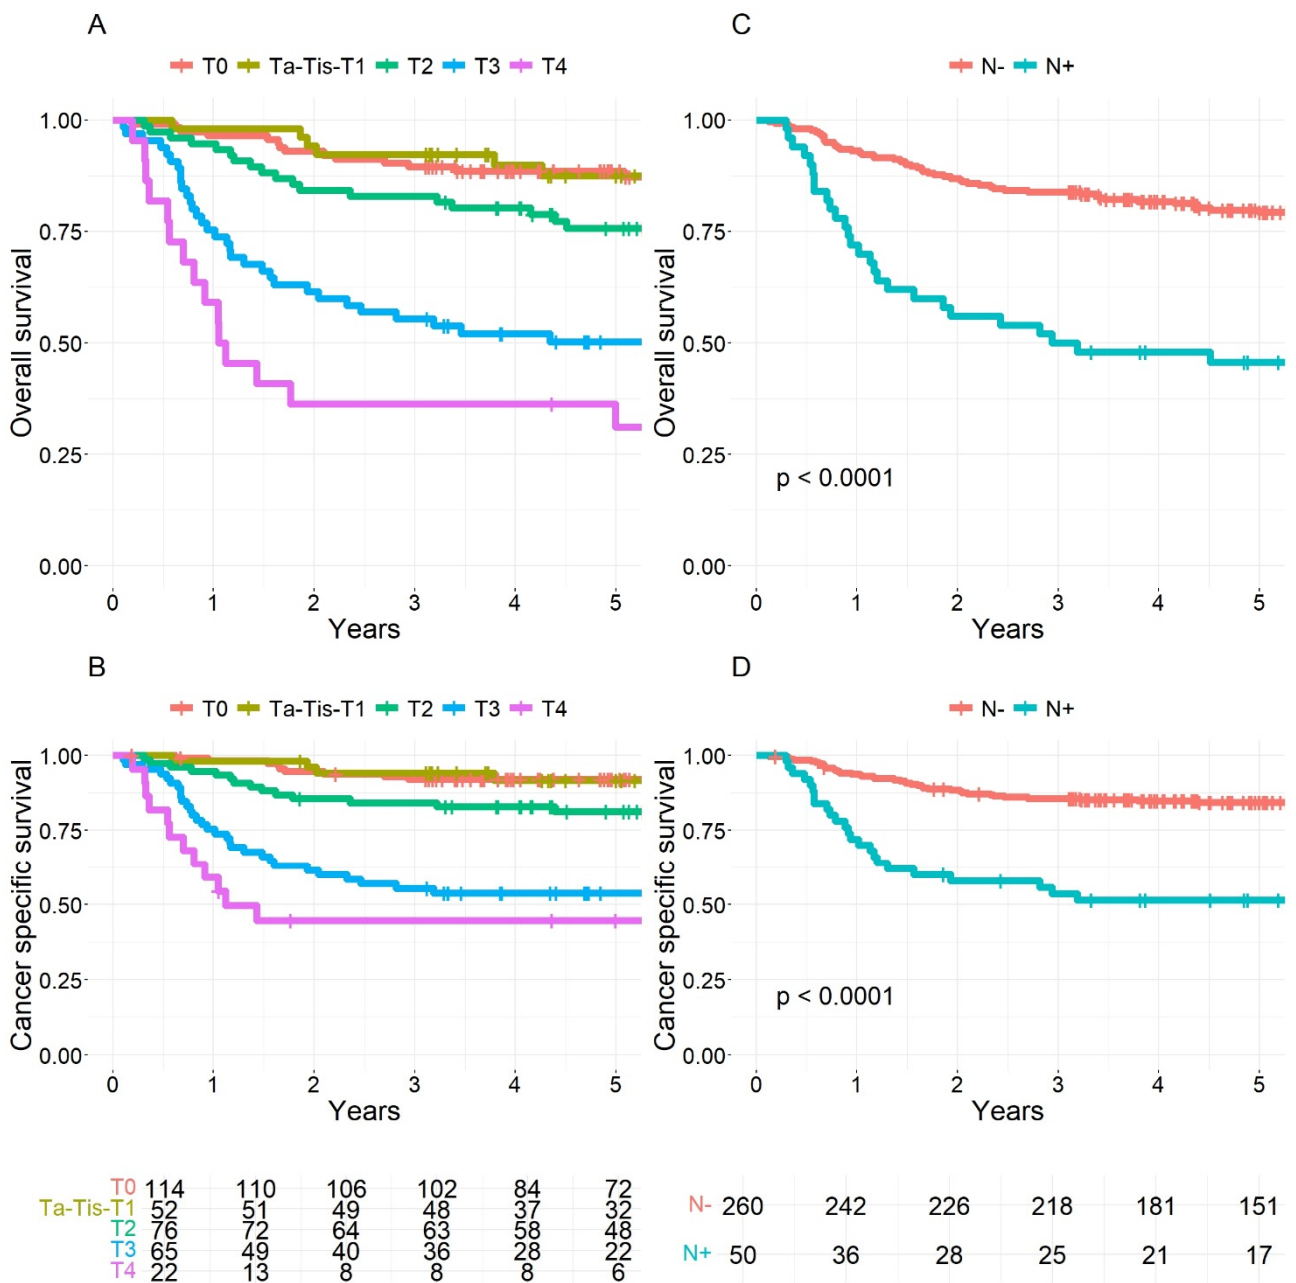 A
T0 Ta-Tis-T1 T2 T3 T4
Overall survival
1.00
0.75
0.50
0.25
0.00
0 1 2 3 4 5
Years
C
N- N+
Overall survival
1.00
0.75
0.50
0.25
0.00
p < 0.0001
0 1 2 3 4 5
Years
B
T0 Ta-Tis-T1 T2 T3 T4
Cancer specific survival
1.00
0.75
0.50
0.25
0.00
0 1 2 3 4 5
Years
D
N- N+
Cancer specific survival
1.00
0.75
0.50
0.25
0.00
p < 0.0001
0 1 2 3 4 5
Years
T0 114 110 106 102 84 72
Ta-Tis-T1 52 51 49 48 37 32
T2 76 72 64 63 58 48
T3 65 49 40 36 28 22
T4 22 13 8 8 8 6
N- 260 242 226 218 181 151
N+ 50 36 28 25 21 17